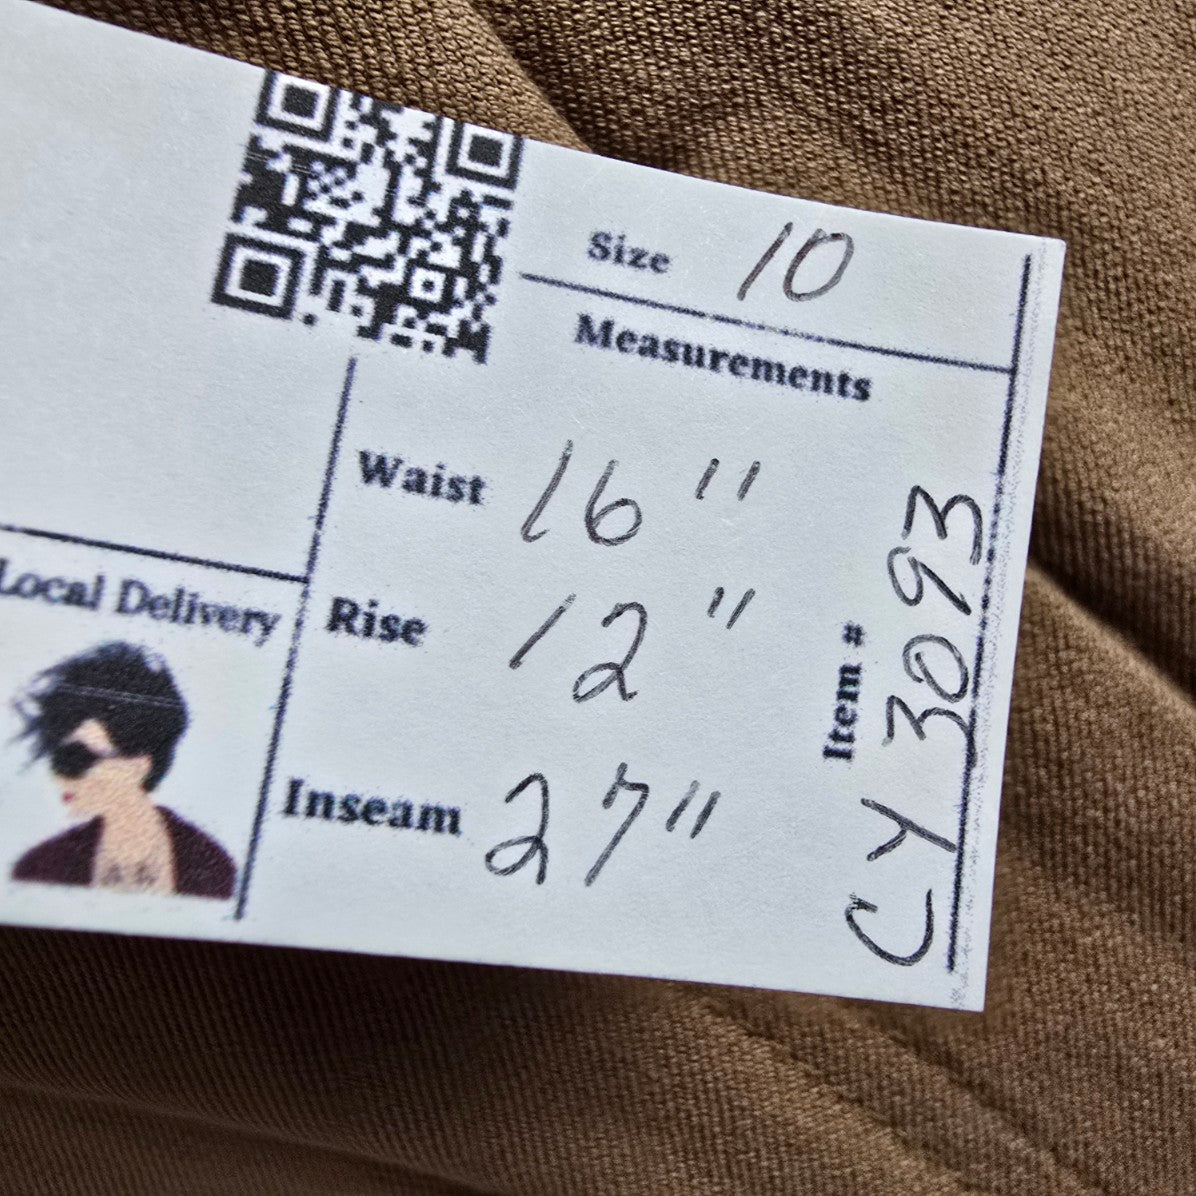 Size 10
Measurements
Waist 16"
Rise 12"
Inseam 27"
Local Delivery
Item # CY 3093